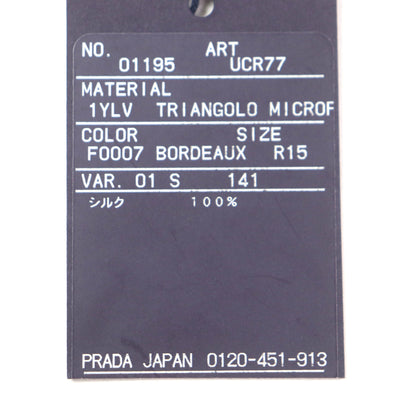 NO. ART
01195 UCR77
MATERIAL
1YLV TRIANGOLO MICROF
COLOR SIZE
F0007 BORDEAUX R15
VAR. 01 S 141
シルク 100%
PRADA JAPAN 0120-451-913